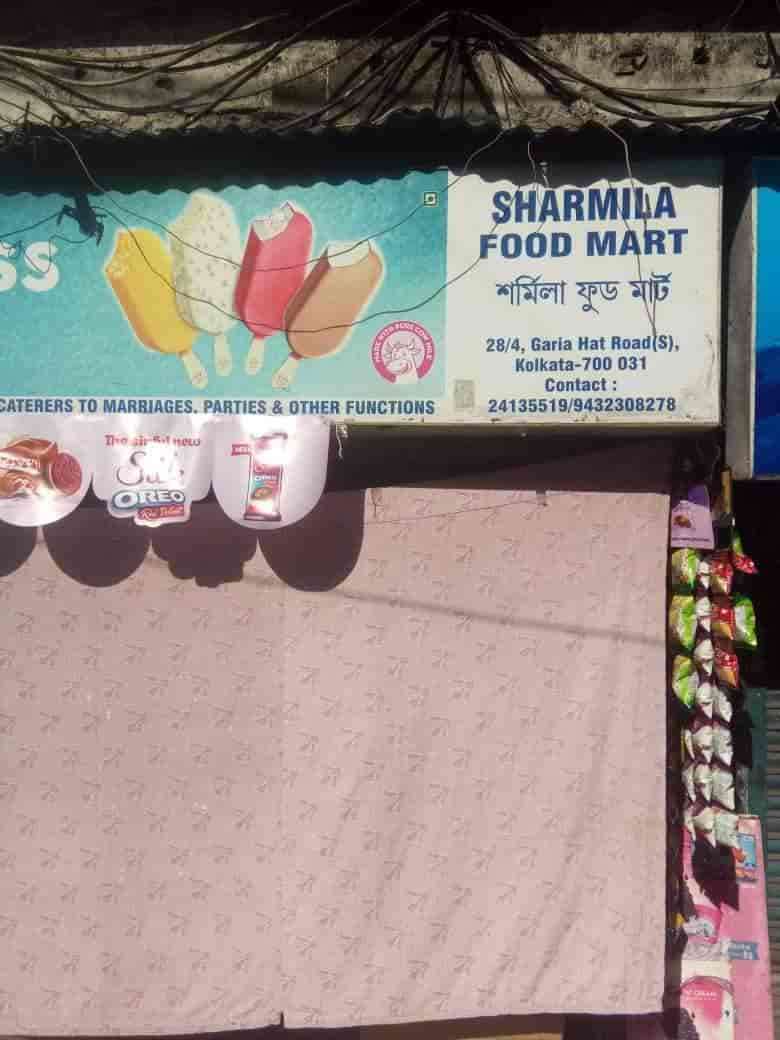 SS
SHARMILA
FOOD MART
শর্মিলা ফুড মার্ট
28/4, Garia Hat Road(S),
Kolkata-700 031
Contact :
24135519/9432308278
MADE WITH PURE COW MILK
CATERERS TO MARRIAGES, PARTIES & OTHER FUNCTIONS
The sinful new
Silk
OREO
Red Velvet